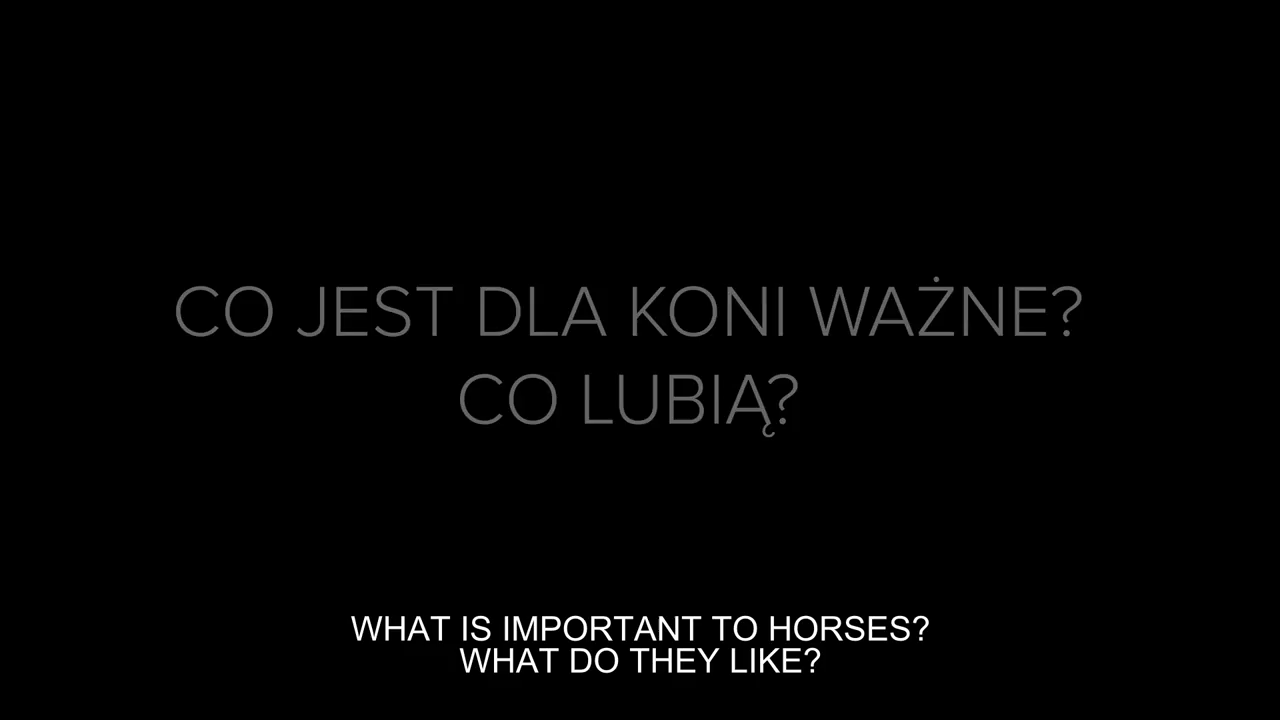 CO JEST DLA KONI WAŻNE?
CO LUBIĄ?
WHAT IS IMPORTANT TO HORSES?
WHAT DO THEY LIKE?